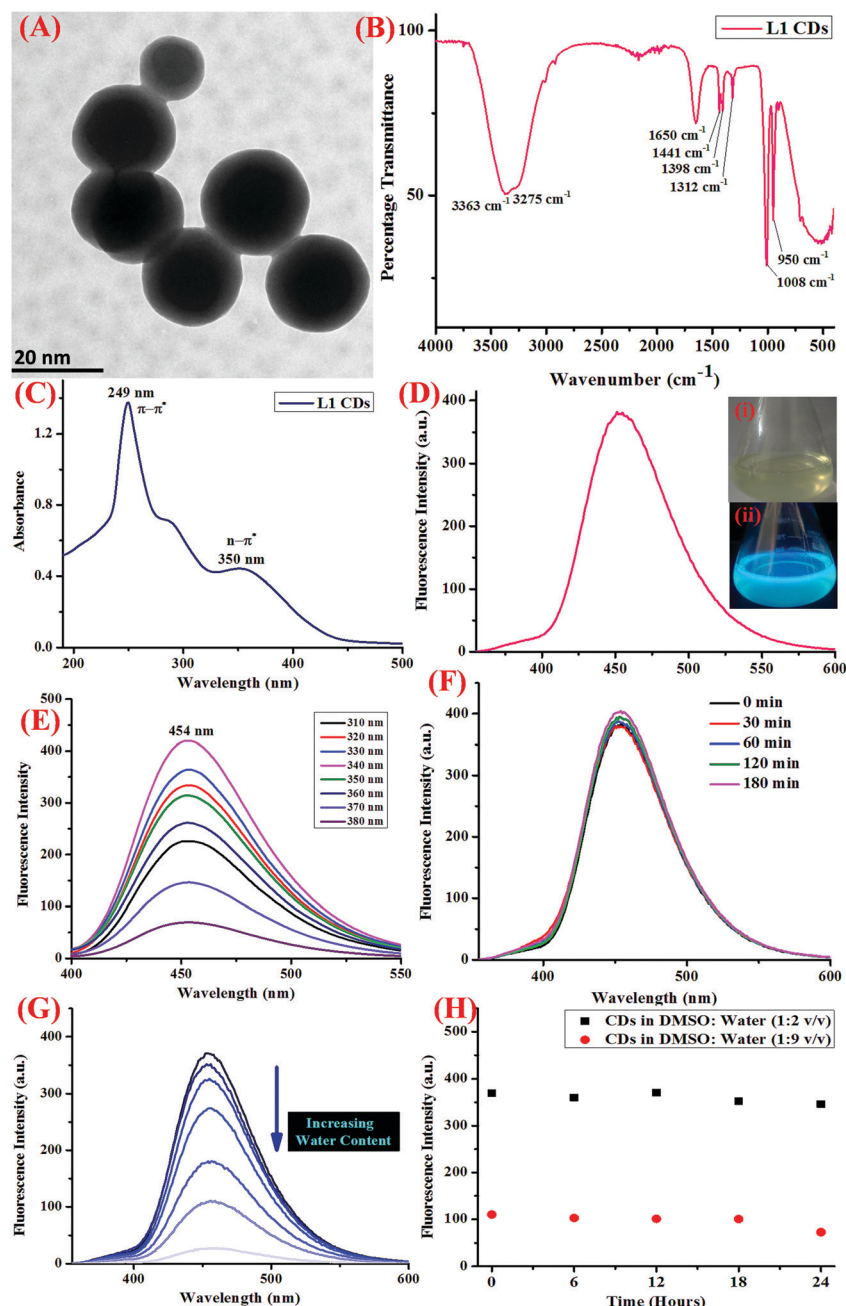 (A)
20 nm
(B)
L1 CDs
Percentage Transmittance
100
50
3363 cm⁻¹
3275 cm⁻¹
1650 cm⁻¹
1441 cm⁻¹
1398 cm⁻¹
1312 cm⁻¹
950 cm⁻¹
1008 cm⁻¹
4000 3500 3000 2500 2000 1500 1000 500
Wavenumber (cm⁻¹)
(C)
249 nm
π–π*
L1 CDs
n–π*
350 nm
Absorbance
1.2
0.8
0.4
0.0
200 300 400 500
Wavelength (nm)
(D)
(i)
(ii)
Fluorescence Intensity (a.u.)
400
300
200
100
0
400 450 500 550 600
Wavelength (nm)
(E)
454 nm
310 nm
320 nm
330 nm
340 nm
350 nm
360 nm
370 nm
380 nm
Fluorescence Intensity
500
400
300
200
100
0
400 450 500 550
Wavelength (nm)
(F)
0 min
30 min
60 min
120 min
180 min
Fluorescence Intensity (a.u.)
400
300
200
100
0
400 450 500 550 600
Wavelength (nm)
(G)
Increasing
Water Content
Fluorescence Intensity (a.u.)
400
300
200
100
0
400 450 500 550 600
Wavelength (nm)
(H)
CDs in DMSO: Water (1:2 v/v)
CDs in DMSO: Water (1:9 v/v)
Fluorescence Intensity (a.u.)
500
400
300
200
100
0
0 6 12 18 24
Time (Hours)